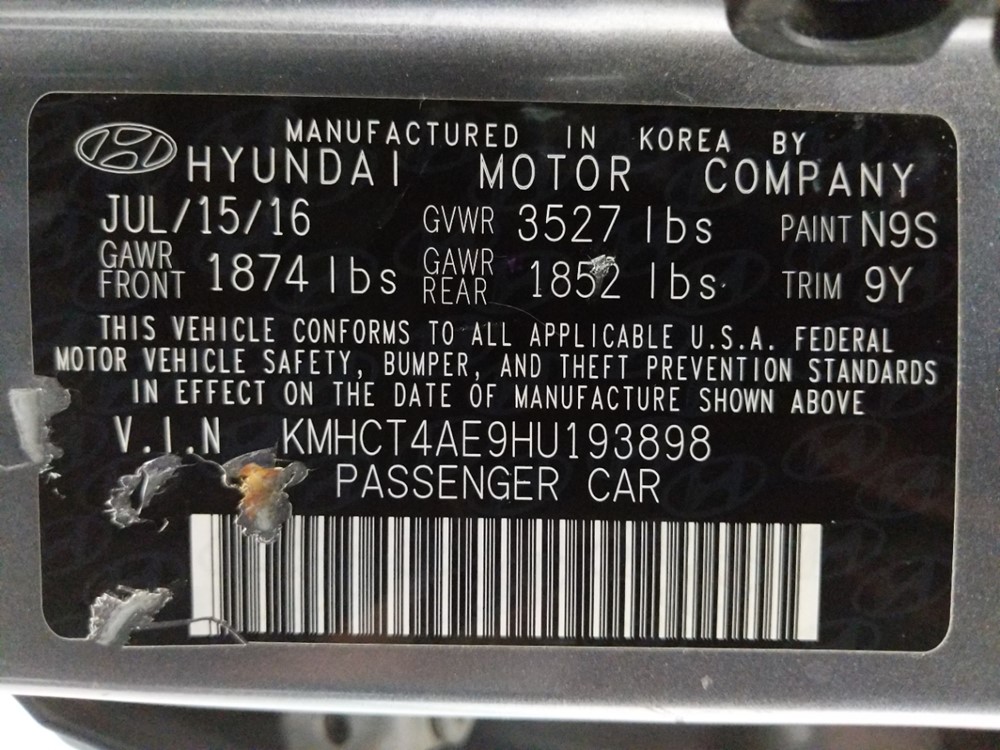 MANUFACTURED IN KOREA BY
HYUNDAI MOTOR COMPANY
JUL/15/16 GVWR 3527 lbs PAINT N9S
GAWR FRONT 1874 lbs GAWR REAR 1852 lbs TRIM 9Y
THIS VEHICLE CONFORMS TO ALL APPLICABLE U.S.A. FEDERAL
MOTOR VEHICLE SAFETY, BUMPER, AND THEFT PREVENTION STANDARDS
IN EFFECT ON THE DATE OF MANUFACTURE SHOWN ABOVE
V.I.N KMHCT4AE9HU193898
PASSENGER CAR